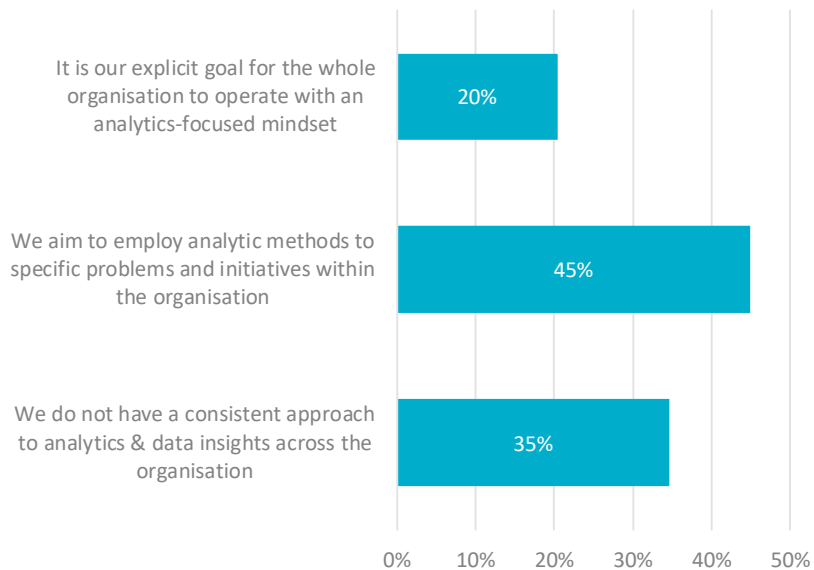 It is our explicit goal for the whole
organisation to operate with an
analytics-focused mindset
20%
We aim to employ analytic methods to
specific problems and initiatives within
the organisation
45%
We do not have a consistent approach
to analytics & data insights across the
organisation
35%
0% 10% 20% 30% 40% 50%